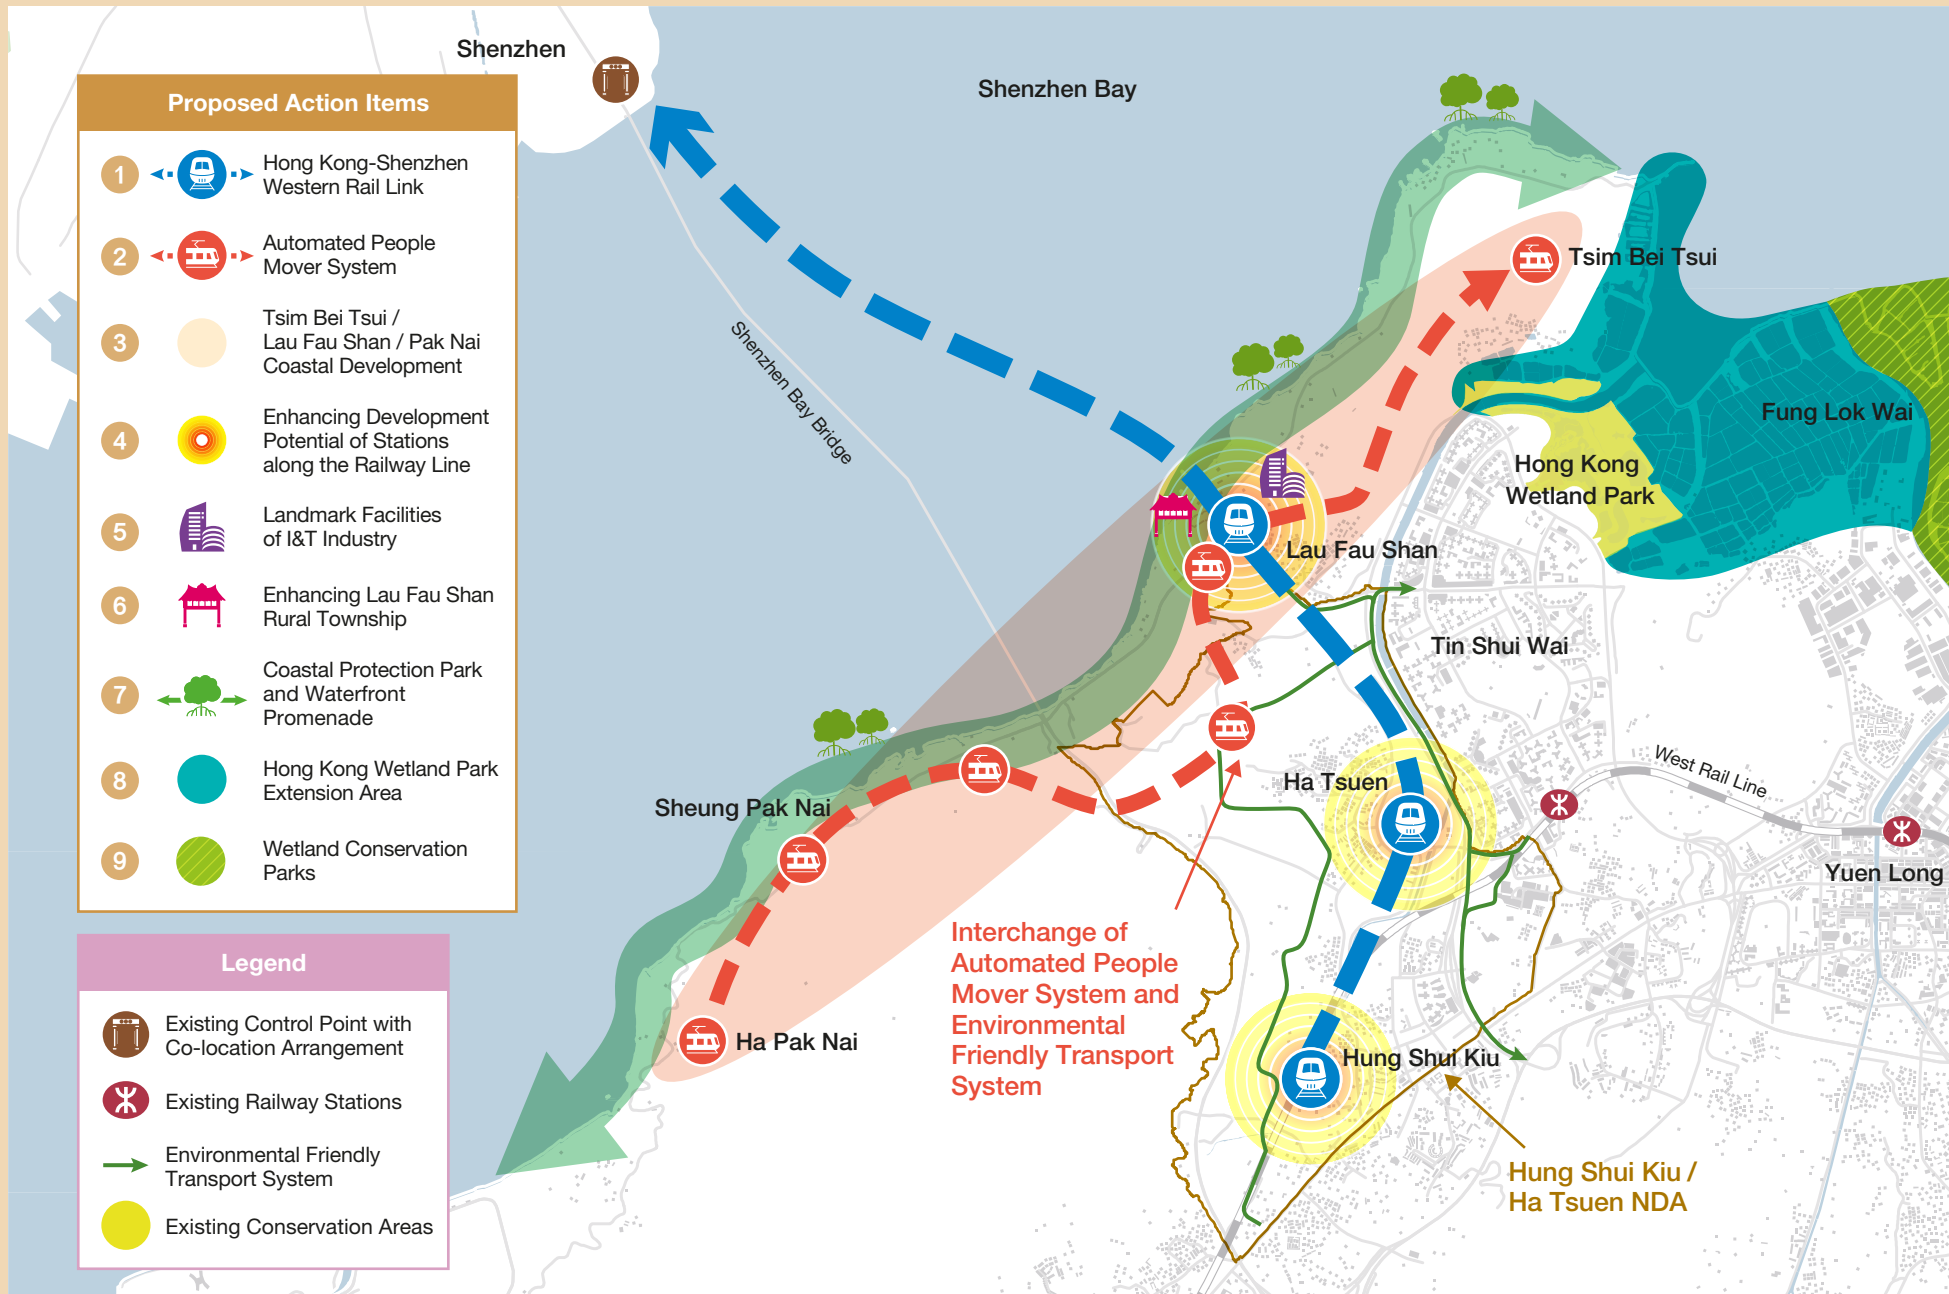 Shenzhen
Shenzhen Bay
Proposed Action Items
1
Hong Kong-Shenzhen
Western Rail Link
2
Automated People
Mover System
3
Tsim Bei Tsui /
Lau Fau Shan / Pak Nai
Coastal Development
4
Enhancing Development
Potential of Stations
along the Railway Line
5
Landmark Facilities
of I&T Industry
6
Enhancing Lau Fau Shan
Rural Township
7
Coastal Protection Park
and Waterfront
Promenade
8
Hong Kong Wetland Park
Extension Area
9
Wetland Conservation
Parks
Legend
Existing Control Point with
Co-location Arrangement
Existing Railway Stations
Environmental Friendly
Transport System
Existing Conservation Areas
Shenzhen Bay Bridge
Tsim Bei Tsui
Fung Lok Wai
Hong Kong
Wetland Park
Lau Fau Shan
Tin Shui Wai
West Rail Line
Ha Tsuen
Sheung Pak Nai
Yuen Long
Interchange of
Automated People
Mover System and
Environmental
Friendly Transport
System
Ha Pak Nai
Hung Shui Kiu
Hung Shui Kiu /
Ha Tsuen NDA